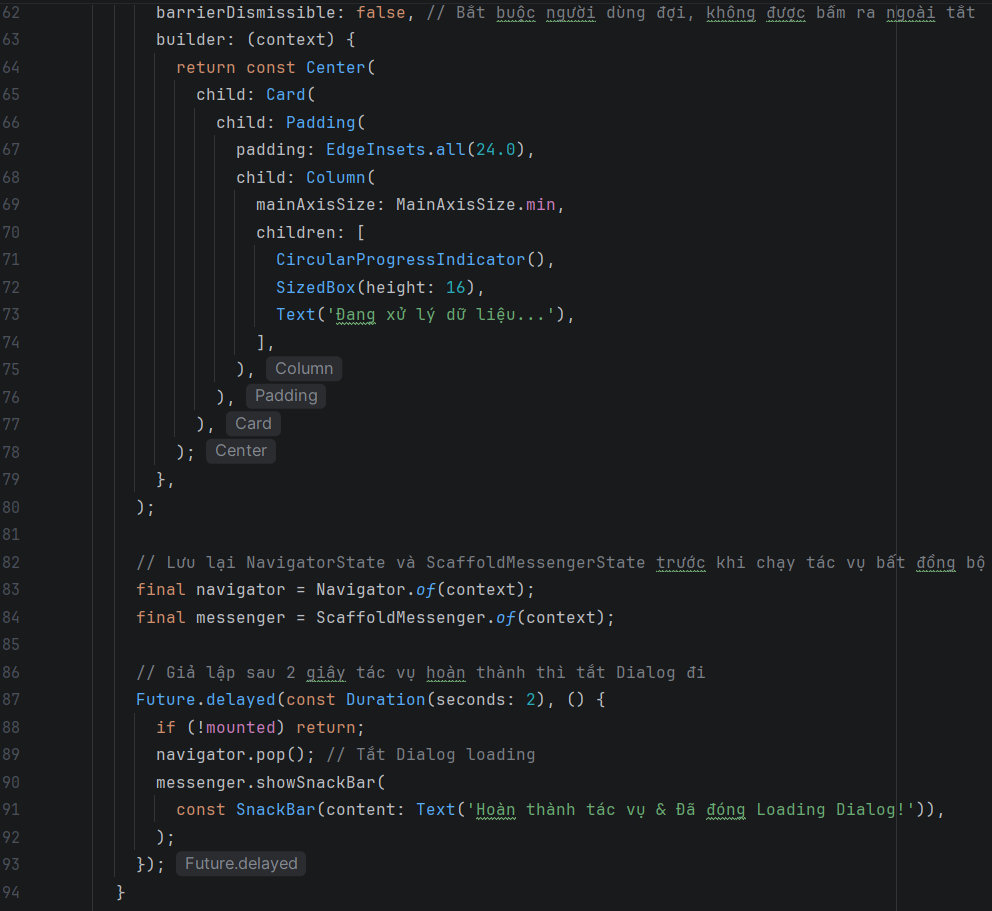 62 barrierDismissible: false, // Bắt buộc người dùng đợi, không được bấm ra ngoài tắt
63 builder: (context) {
64 return const Center(
65 child: Card(
66 child: Padding(
67 padding: EdgeInsets.all(24.0),
68 child: Column(
69 mainAxisSize: MainAxisSize.min,
70 children: [
71 CircularProgressIndicator(),
72 SizedBox(height: 16),
73 Text('Đang xử lý dữ liệu...'),
74 ],
75 ), Column
76 ), Padding
77 ), Card
78 ); Center
79 },
80 );
81
82 // Lưu lại NavigatorState và ScaffoldMessengerState trước khi chạy tác vụ bất đồng bộ
83 final navigator = Navigator.of(context);
84 final messenger = ScaffoldMessenger.of(context);
85
86 // Giả lập sau 2 giây tác vụ hoàn thành thì tắt Dialog đi
87 Future.delayed(const Duration(seconds: 2), () {
88 if (!mounted) return;
89 navigator.pop(); // Tắt Dialog loading
90 messenger.showSnackBar(
91 const SnackBar(content: Text('Hoàn thành tác vụ & Đã đóng Loading Dialog!')),
92 );
93 }); Future.delayed
94 }